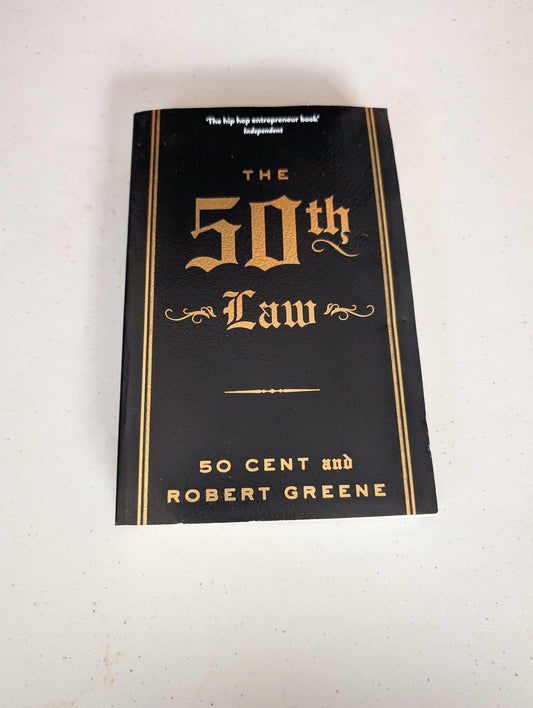 'The hip hop entrepreneur book'
Independent
THE
50th
Law
50 CENT and
ROBERT GREENE